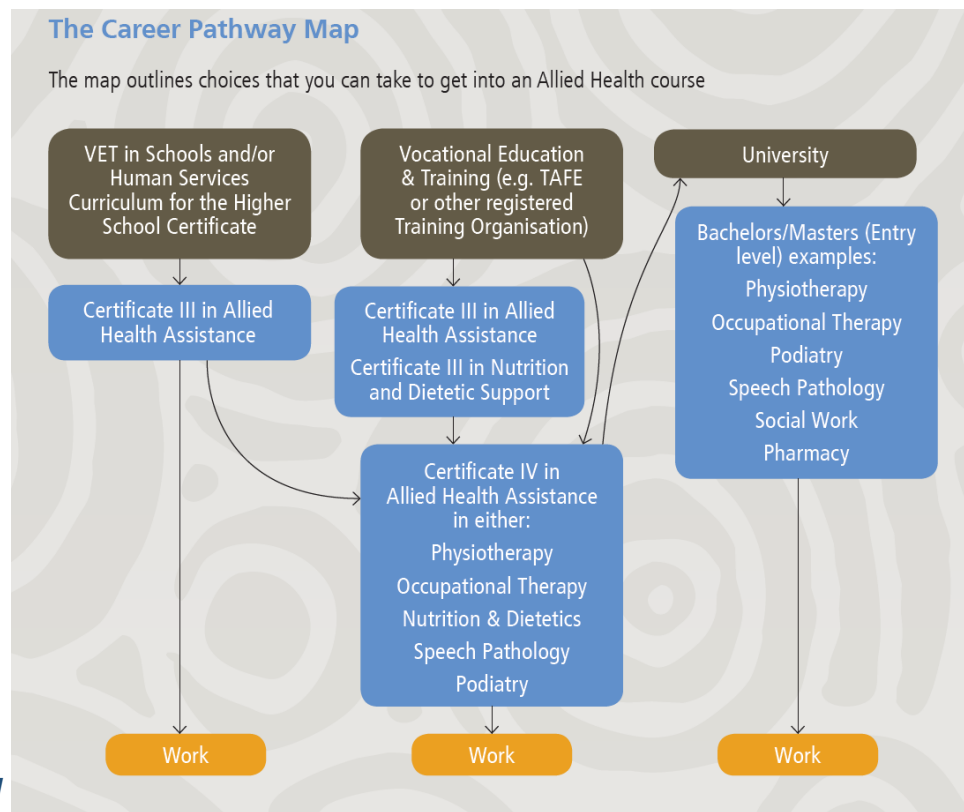 The Career Pathway Map
The map outlines choices that you can take to get into an Allied Health course
VET in Schools and/or
Human Services
Curriculum for the Higher
School Certificate
Certificate III in Allied
Health Assistance
Work
Vocational Education
& Training (e.g. TAFE
or other registered
Training Organisation)
Certificate III in Allied
Health Assistance
Certificate III in Nutrition
and Dietetic Support
Certificate IV in
Allied Health Assistance
in either:
Physiotherapy
Occupational Therapy
Nutrition & Dietetics
Speech Pathology
Podiatry
Work
University
Bachelors/Masters (Entry
level) examples:
Physiotherapy
Occupational Therapy
Podiatry
Speech Pathology
Social Work
Pharmacy
Work